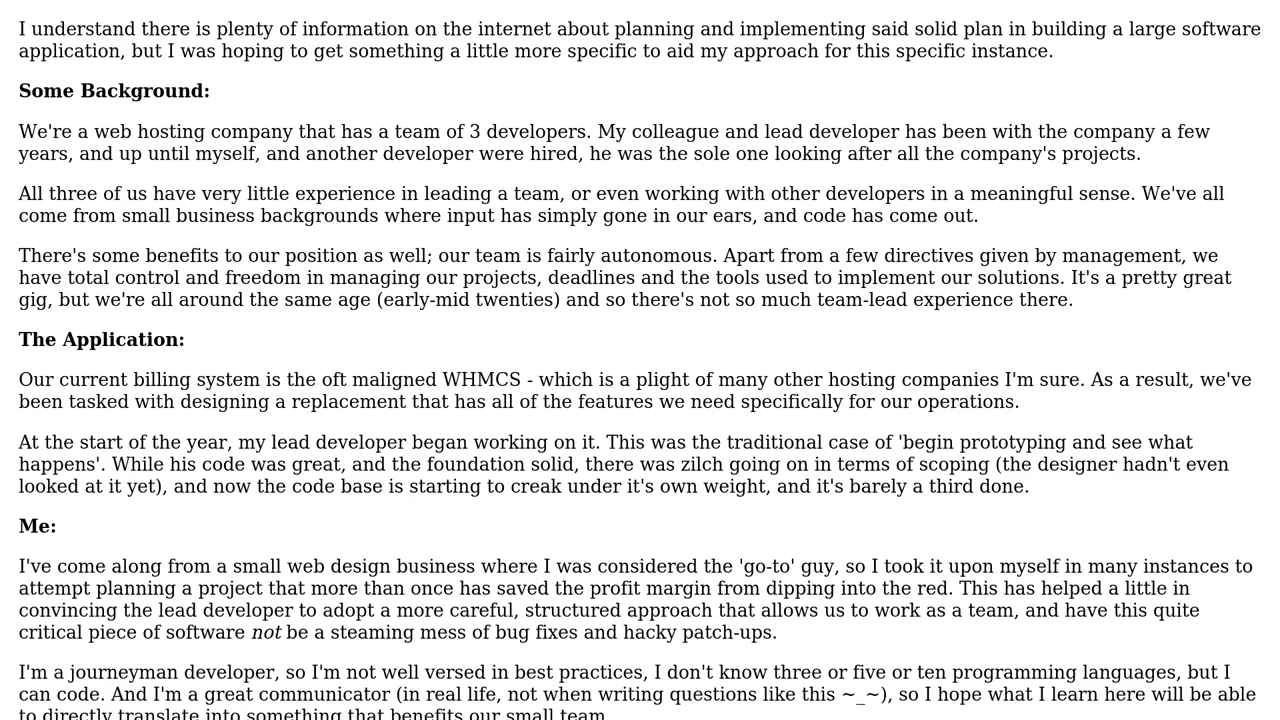 I understand there is plenty of information on the internet about planning and implementing said solid plan in building a large software
application, but I was hoping to get something a little more specific to aid my approach for this specific instance.
Some Background:
We're a web hosting company that has a team of 3 developers. My colleague and lead developer has been with the company a few
years, and up until myself, and another developer were hired, he was the sole one looking after all the company's projects.
All three of us have very little experience in leading a team, or even working with other developers in a meaningful sense. We've all
come from small business backgrounds where input has simply gone in our ears, and code has come out.
There's some benefits to our position as well; our team is fairly autonomous. Apart from a few directives given by management, we
have total control and freedom in managing our projects, deadlines and the tools used to implement our solutions. It's a pretty great
gig, but we're all around the same age (early-mid twenties) and so there's not so much team-lead experience there.
The Application:
Our current billing system is the oft maligned WHMCS - which is a plight of many other hosting companies I'm sure. As a result, we've
been tasked with designing a replacement that has all of the features we need specifically for our operations.
At the start of the year, my lead developer began working on it. This was the traditional case of 'begin prototyping and see what
happens'. While his code was great, and the foundation solid, there was zilch going on in terms of scoping (the designer hadn't even
looked at it yet), and now the code base is starting to creak under it's own weight, and it's barely a third done.
Me:
I've come along from a small web design business where I was considered the 'go-to' guy, so I took it upon myself in many instances to
attempt planning a project that more than once has saved the profit margin from dipping into the red. This has helped a little in
convincing the lead developer to adopt a more careful, structured approach that allows us to work as a team, and have this quite
critical piece of software not be a steaming mess of bug fixes and hacky patch-ups.
I'm a journeyman developer, so I'm not well versed in best practices, I don't know three or five or ten programming languages, but I
can code. And I'm a great communicator (in real life, not when writing questions like this ~_~), so I hope what I learn here will be able
to directly translate into something that benefits our small team.